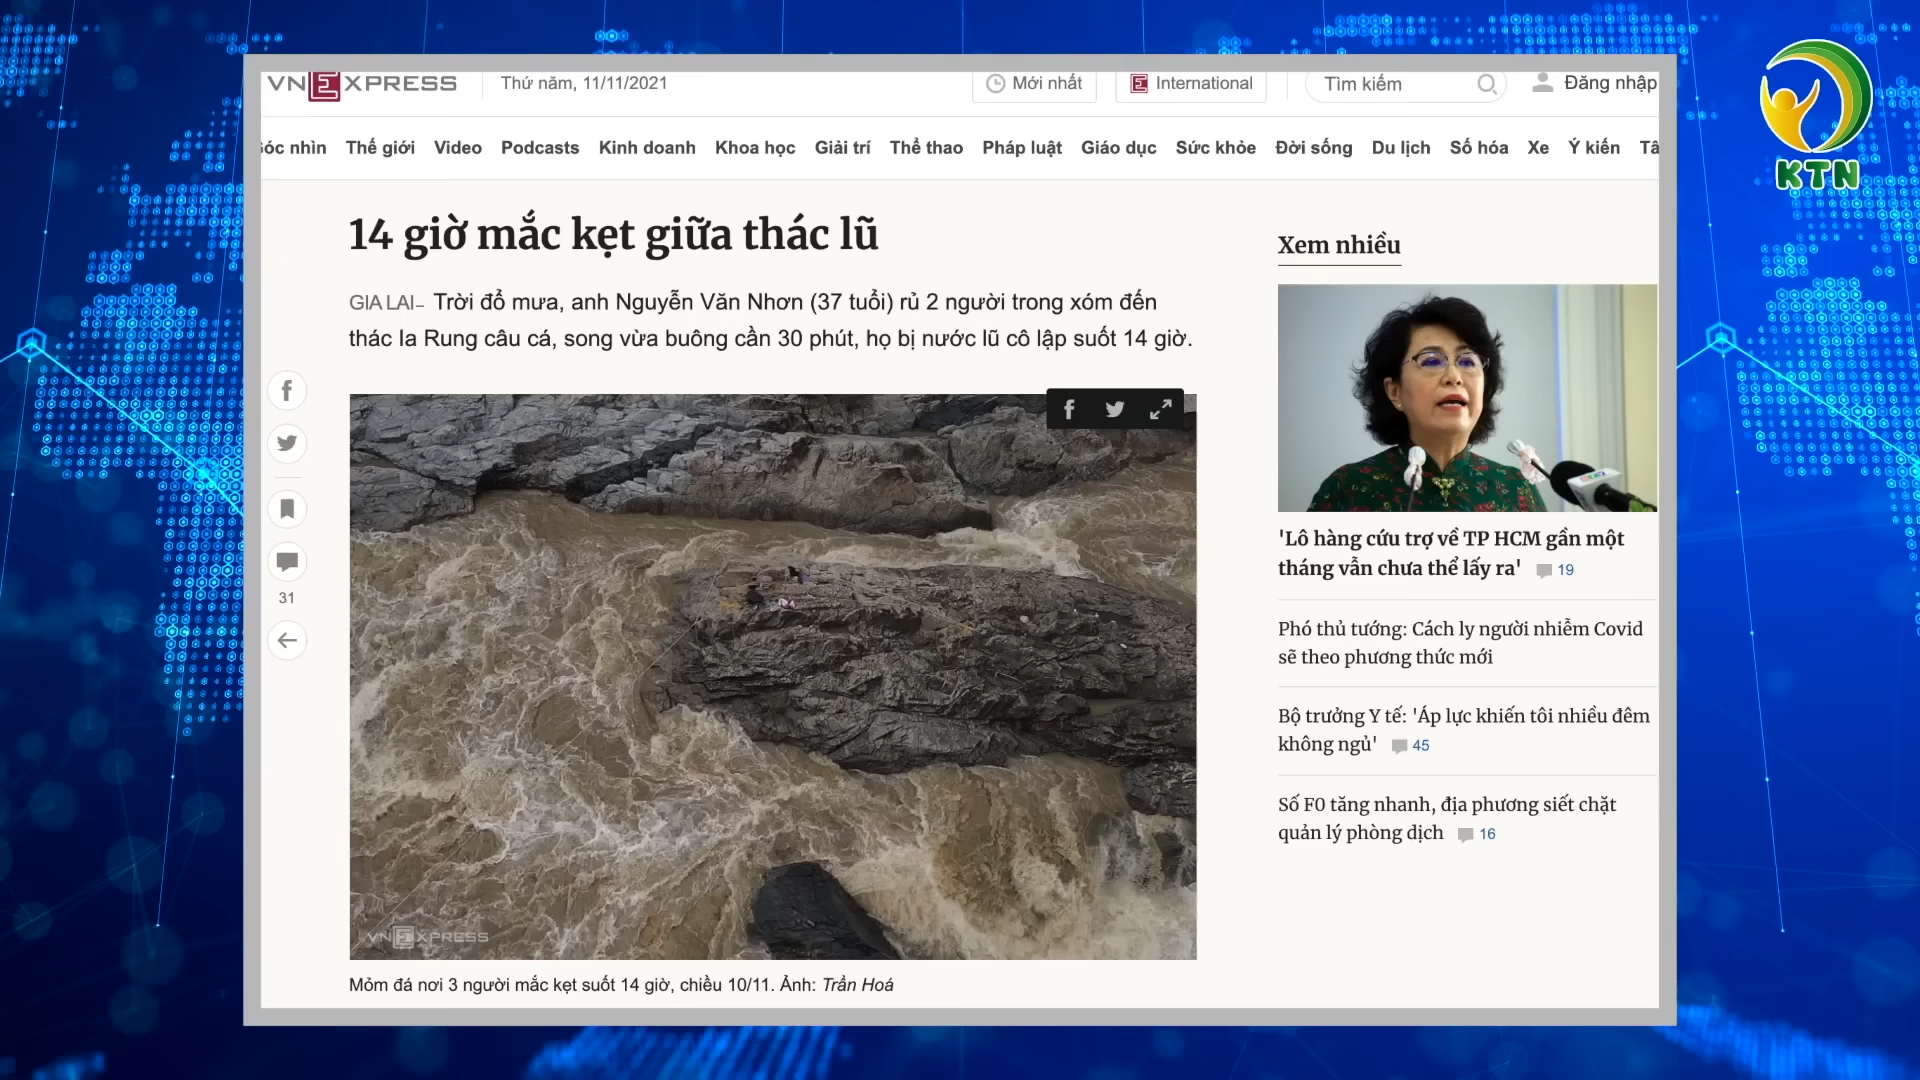 VNEXPRESS
Thứ năm, 11/11/2021
Mới nhất
E International
Tìm kiếm
Đăng nhập
KTN
óc nhìn Thế giới Video Podcasts Kinh doanh Khoa học Giải trí Thể thao Pháp luật Giáo dục Sức khỏe Đời sống Du lịch Số hóa Xe Ý kiến Tâ
14 giờ mắc kẹt giữa thác lũ
GIA LAI– Trời đổ mưa, anh Nguyễn Văn Nhơn (37 tuổi) rủ 2 người trong xóm đến
thác Ia Rung câu cá, song vừa buông cần 30 phút, họ bị nước lũ cô lập suốt 14 giờ.
31
VNEXPRESS
Mỏm đá nơi 3 người mắc kẹt suốt 14 giờ, chiều 10/11. Ảnh: Trần Hoá
Xem nhiều
'Lô hàng cứu trợ về TP HCM gần một
tháng vẫn chưa thể lấy ra' 19
Phó thủ tướng: Cách ly người nhiễm Covid
sẽ theo phương thức mới
Bộ trưởng Y tế: 'Áp lực khiến tôi nhiều đêm
không ngủ' 45
Số F0 tăng nhanh, địa phương siết chặt
quản lý phòng dịch 16